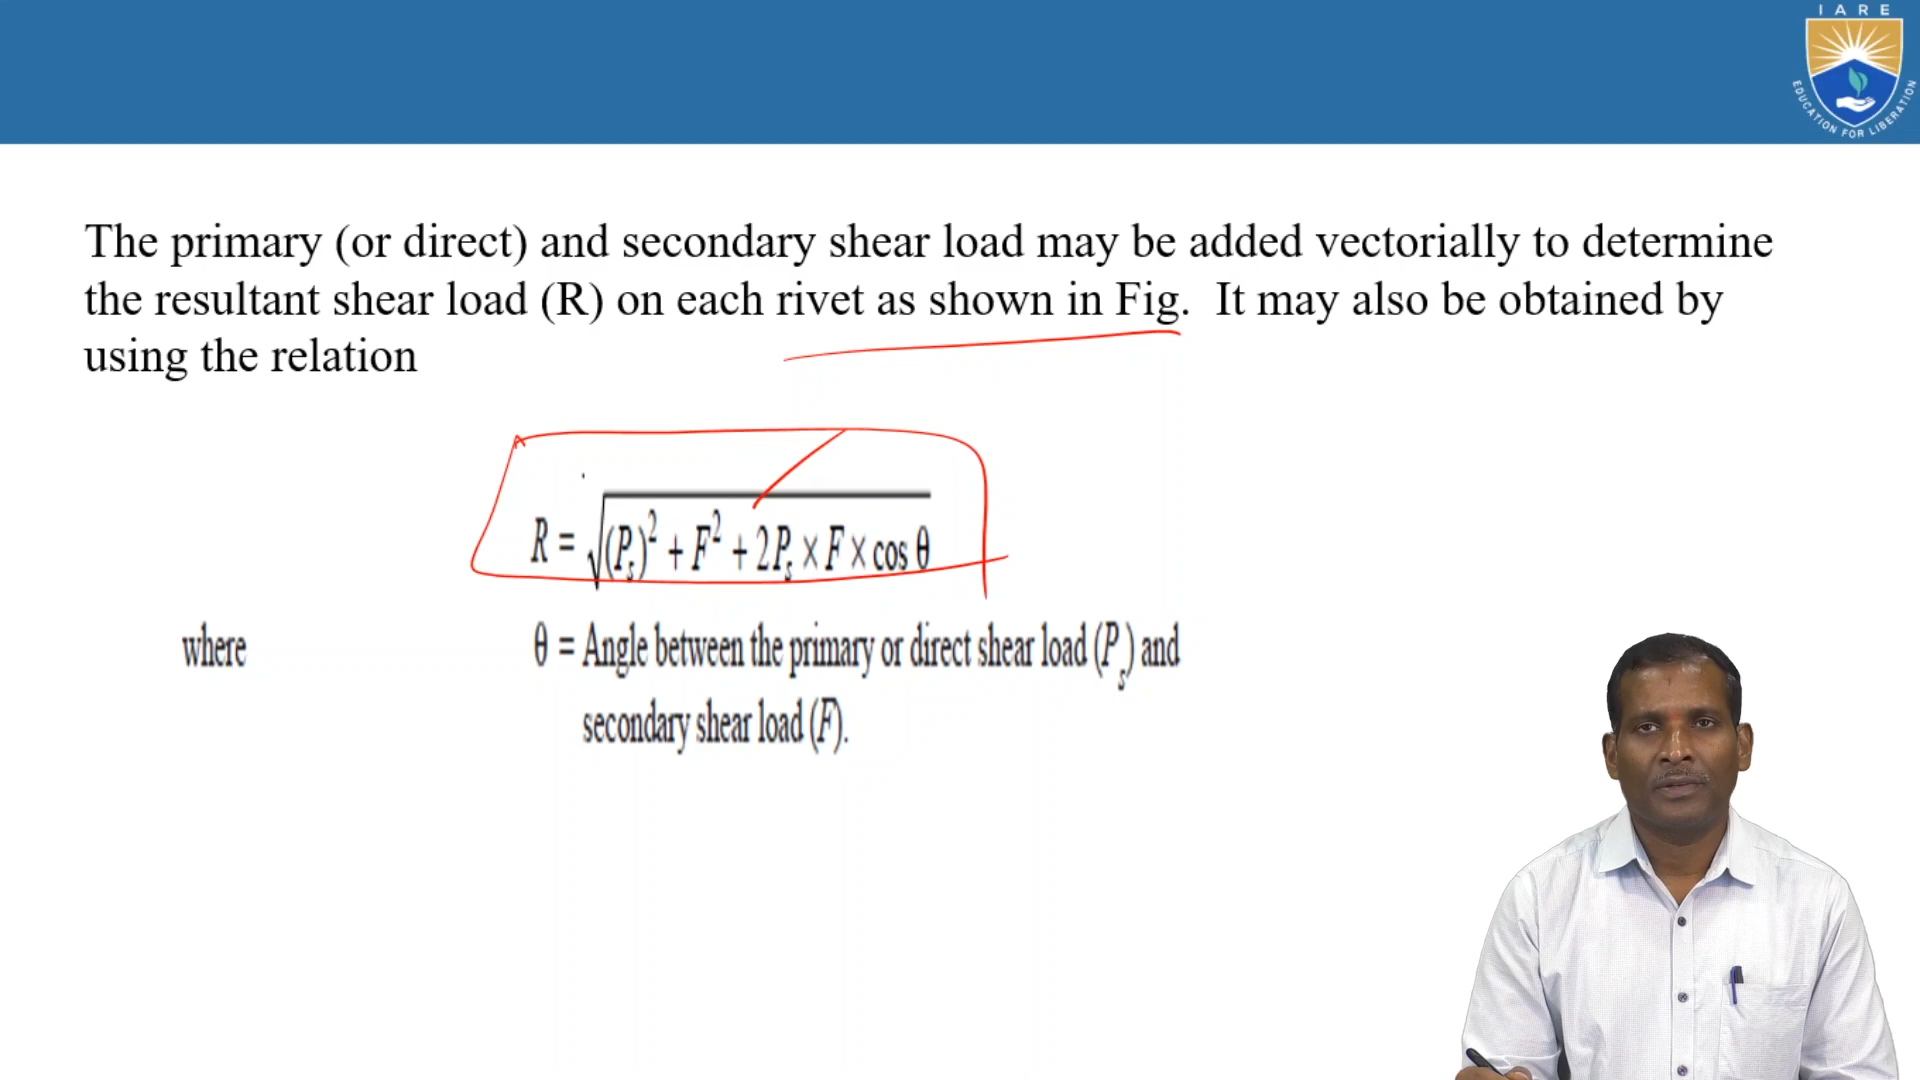 IARE
EDUCATION FOR LIBERATION
The primary (or direct) and secondary shear load may be added vectorially to determine
the resultant shear load (R) on each rivet as shown in Fig. It may also be obtained by
using the relation
R = √(Pₛ)² + F² + 2Pₛ × F × cos θ
where θ = Angle between the primary or direct shear load (Pₛ) and
secondary shear load (F).